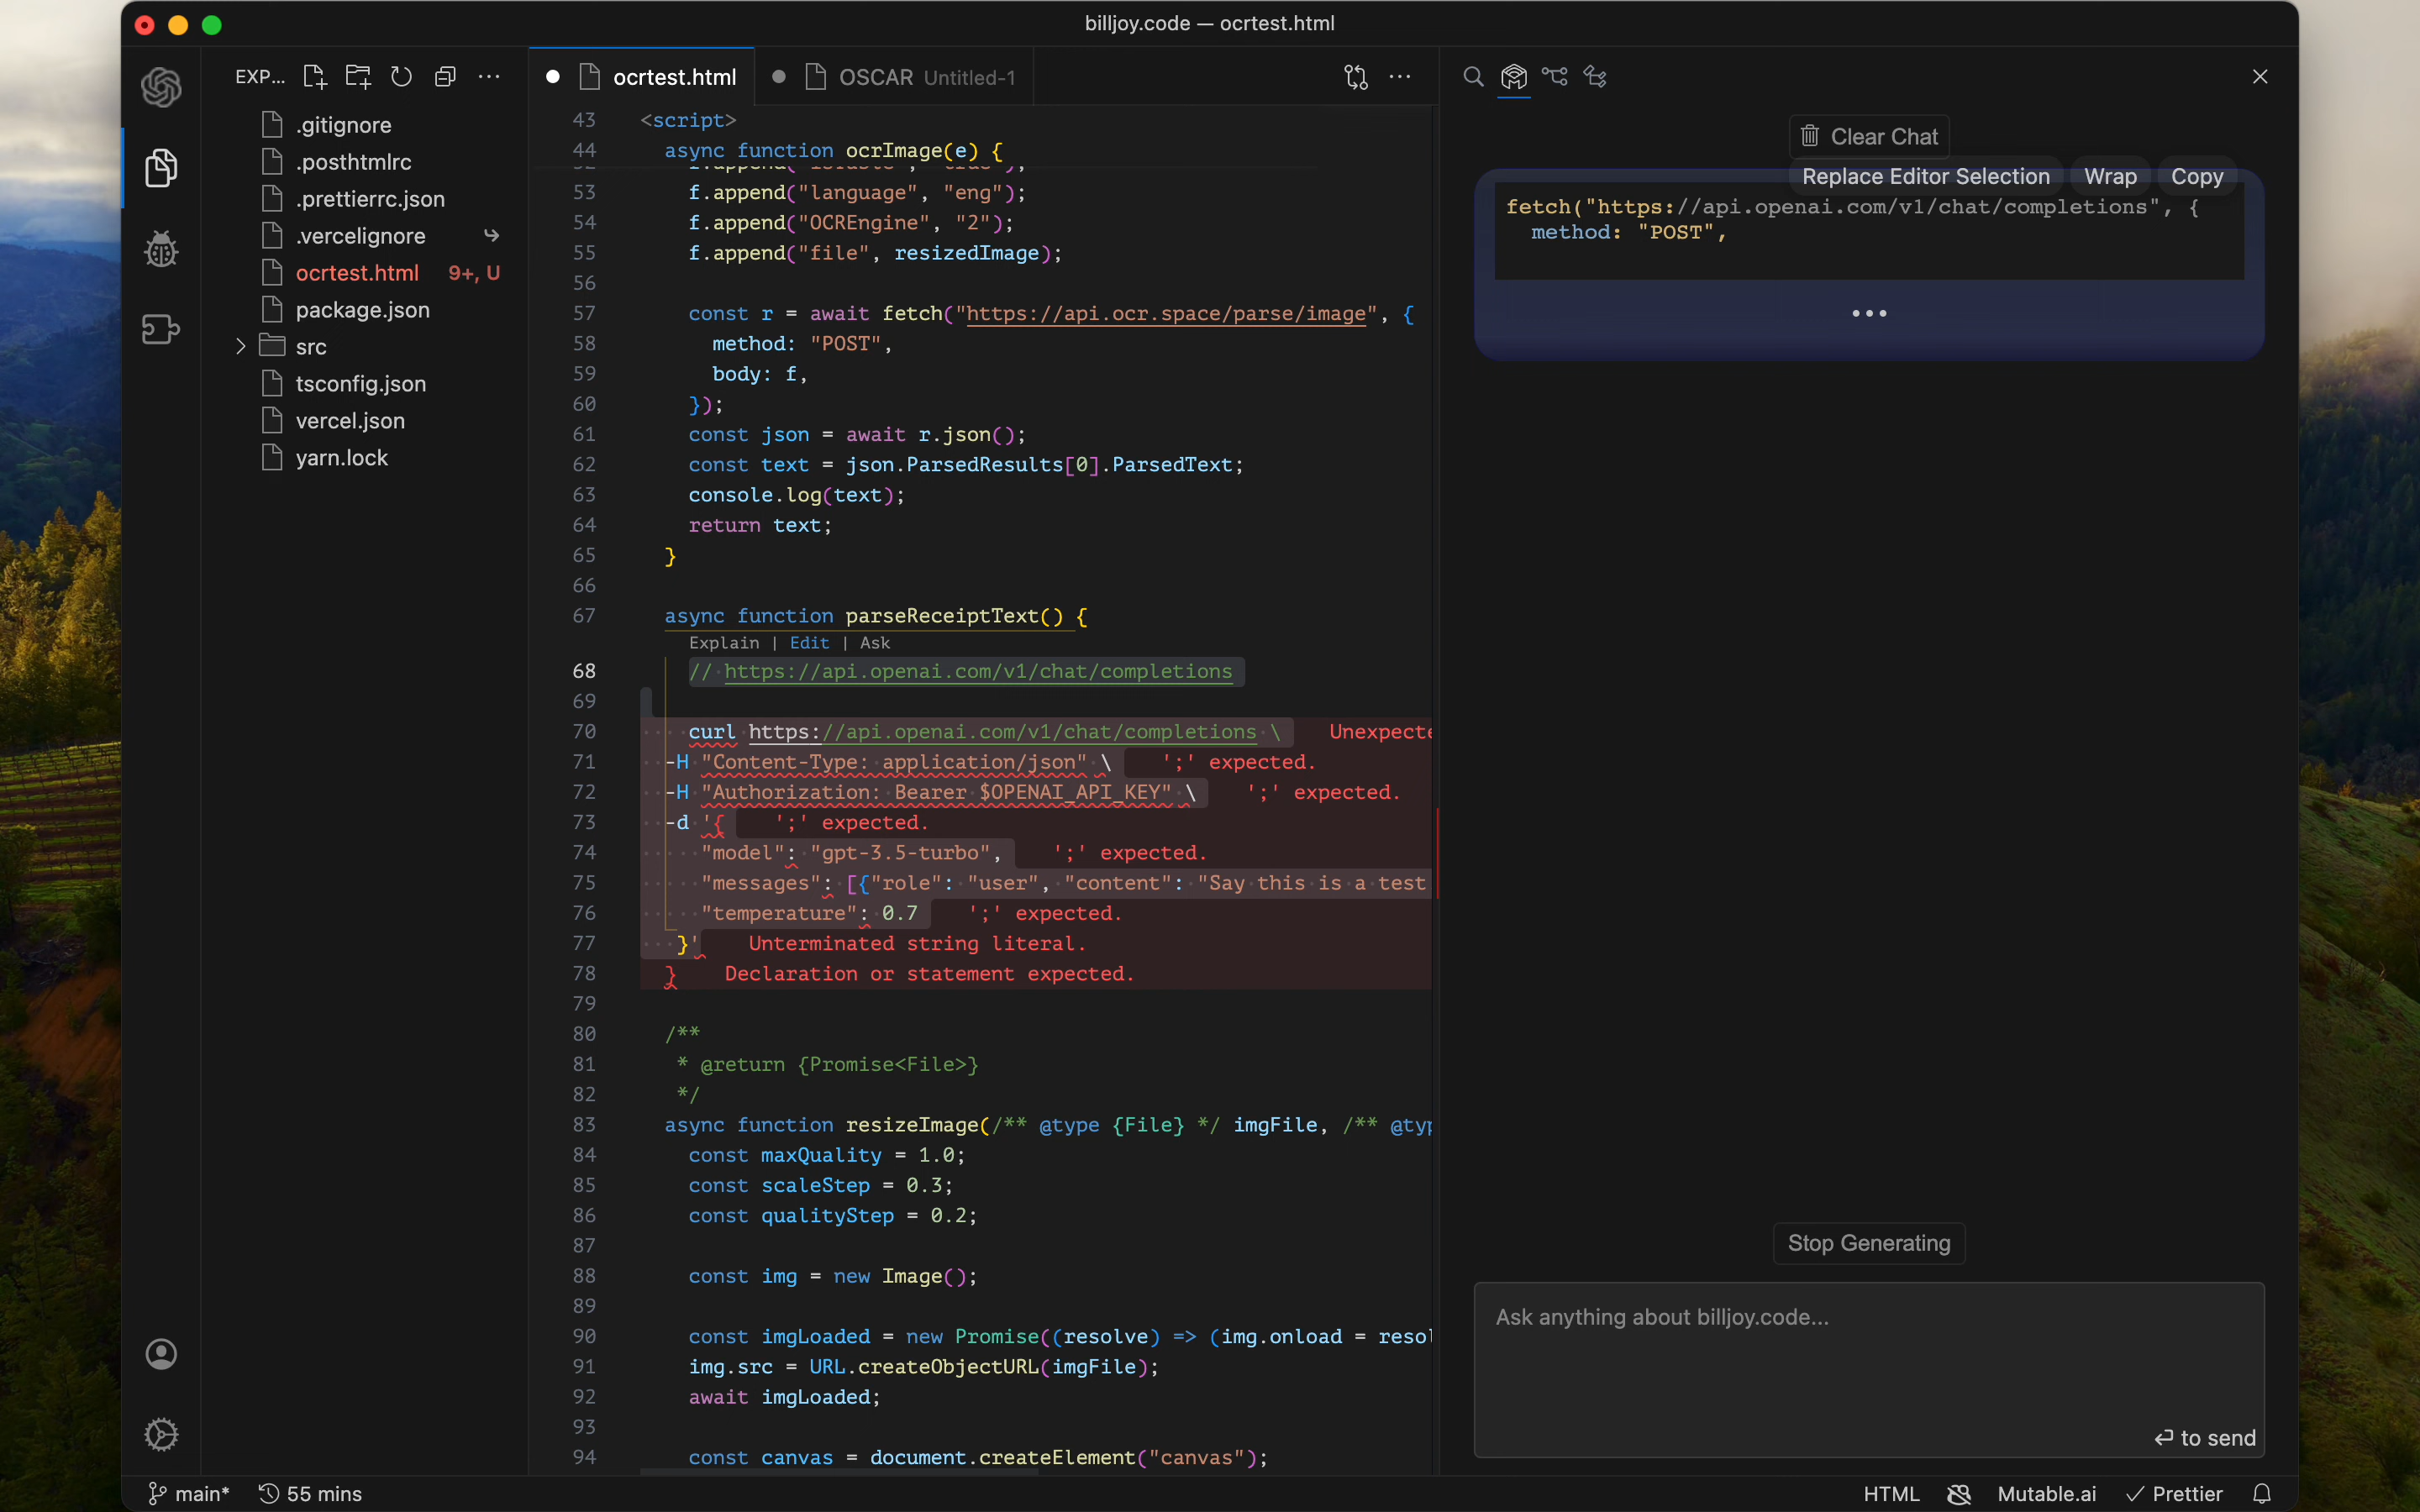 billjoy.code — ocrtest.html
EXP...
.gitignore
.posthtmlrc
.prettierrc.json
.vercelignore
ocrtest.html 9+, U
package.json
src
tsconfig.json
vercel.json
yarn.lock
ocrtest.html
OSCAR Untitled-1
43 <script>
44 async function ocrImage(e) {
53 f.append("language", "eng");
54 f.append("OCREngine", "2");
55 f.append("file", resizedImage);
56
57 const r = await fetch("https://api.ocr.space/parse/image", {
58 method: "POST",
59 body: f,
60 });
61 const json = await r.json();
62 const text = json.ParsedResults[0].ParsedText;
63 console.log(text);
64 return text;
65 }
66
67 async function parseReceiptText() {
Explain | Edit | Ask
68 // https://api.openai.com/v1/chat/completions
69
70 curl https://api.openai.com/v1/chat/completions \ Unexpecte
71 -H "Content-Type: application/json" \ ';' expected.
72 -H "Authorization: Bearer $OPENAI_API_KEY" \ ';' expected.
73 -d '{ ';' expected.
74 "model": "gpt-3.5-turbo", ';' expected.
75 "messages": [{"role": "user", "content": "Say this is a test
76 "temperature": 0.7 ';' expected.
77 }' Unterminated string literal.
78 } Declaration or statement expected.
79
80 /**
81 * @return {Promise<File>}
82 */
83 async function resizeImage(/** @type {File} */ imgFile, /** @typ
84 const maxQuality = 1.0;
85 const scaleStep = 0.3;
86 const qualityStep = 0.2;
87
88 const img = new Image();
89
90 const imgLoaded = new Promise((resolve) => (img.onload = resol
91 img.src = URL.createObjectURL(imgFile);
92 await imgLoaded;
93
94 const canvas = document.createElement("canvas");
Clear Chat
Replace Editor Selection Wrap Copy
fetch("https://api.openai.com/v1/chat/completions", {
method: "POST",
Stop Generating
Ask anything about billjoy.code...
to send
main* 55 mins
HTML Mutable.ai Prettier